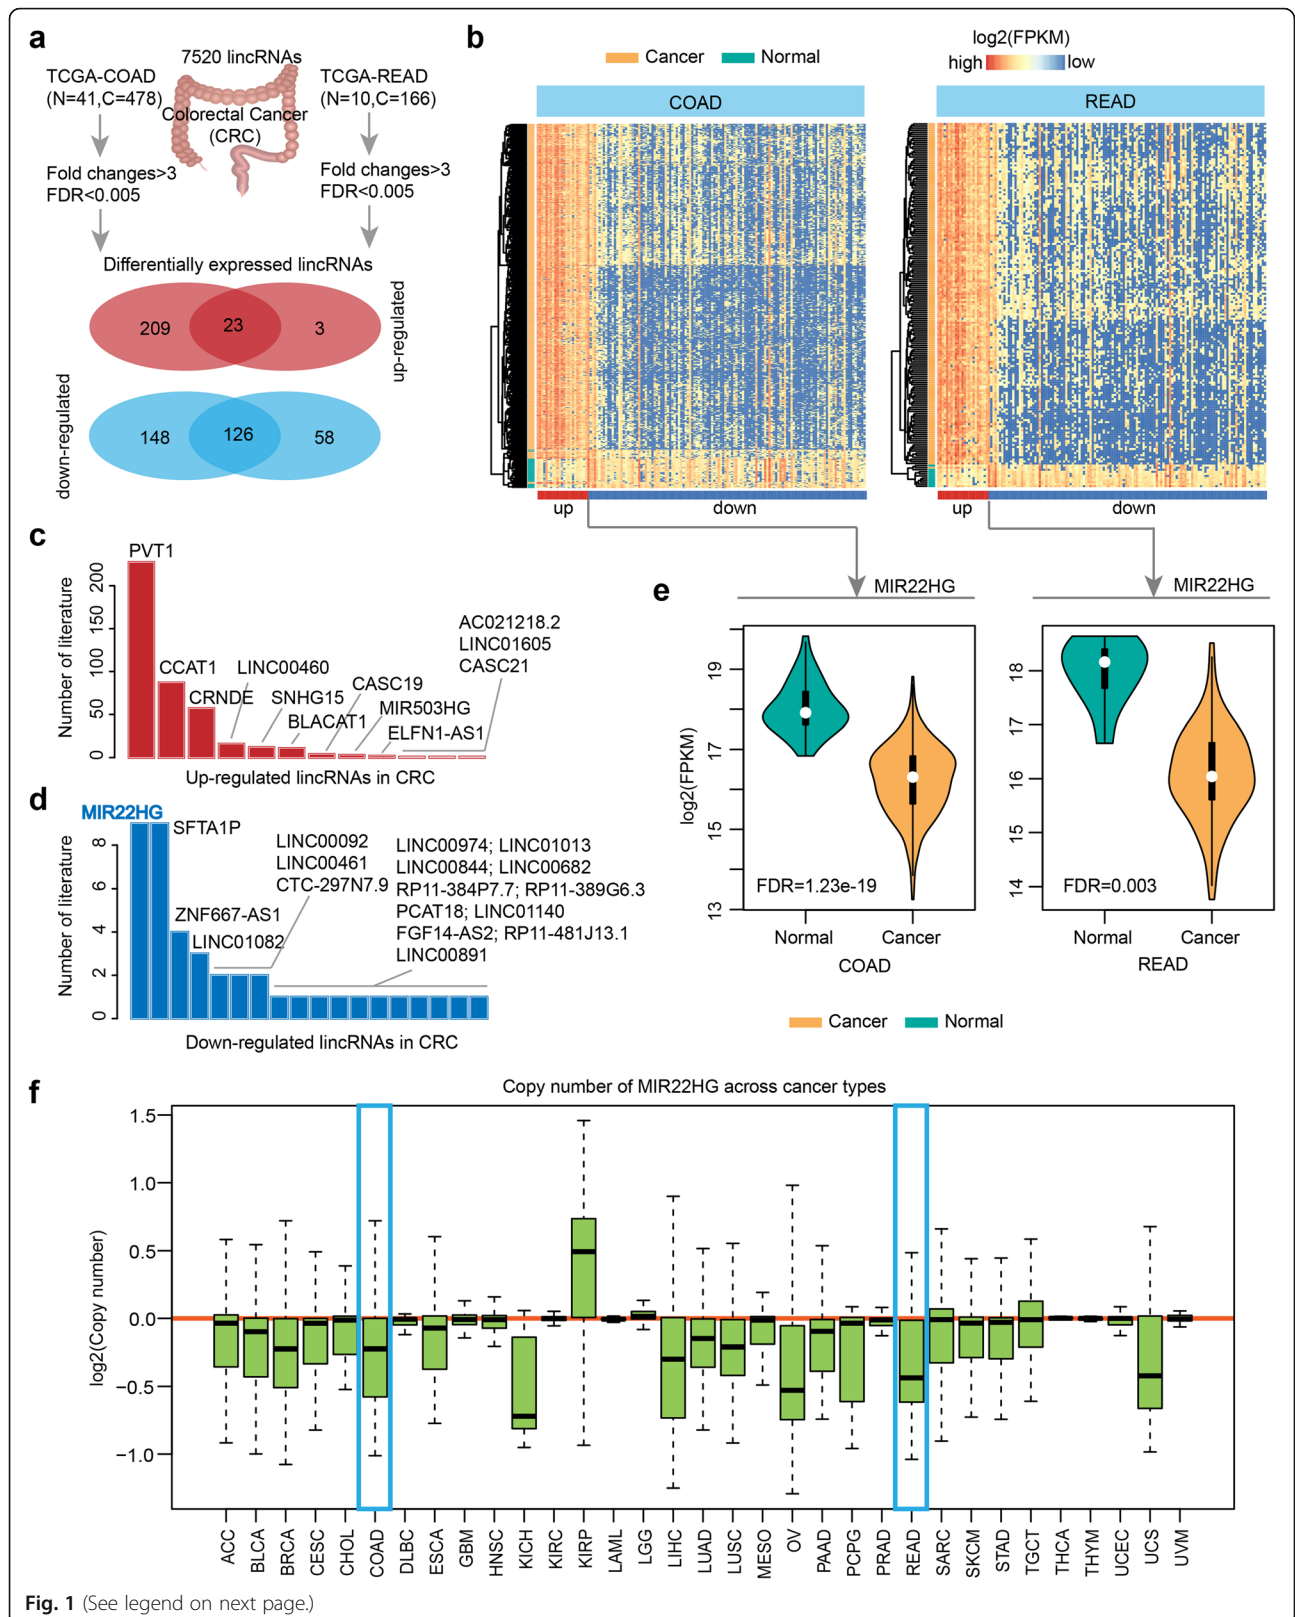 a
7520 lincRNAs
TCGA-COAD
(N=41,C=478)
TCGA-READ
(N=10,C=166)
Colorectal Cancer
(CRC)
Fold changes>3
FDR<0.005
Fold changes>3
FDR<0.005
Differentially expressed lincRNAs
209
23
3
up-regulated
148
126
58
down-regulated
b
Cancer
Normal
log2(FPKM)
high
low
COAD
READ
up
down
up
down
c
Number of literature
0
50
100
150
200
PVT1
CCAT1
CRNDE
LINC00460
SNHG15
BLACAT1
CASC19
MIR503HG
ELFN1-AS1
AC021218.2
LINC01605
CASC21
Up-regulated lincRNAs in CRC
d
Number of literature
0
2
4
6
8
MIR22HG
SFTA1P
ZNF667-AS1
LINC01082
LINC00092
LINC00461
CTC-297N7.9
LINC00974; LINC01013
LINC00844; LINC00682
RP11-384P7.7; RP11-389G6.3
PCAT18; LINC01140
FGF14-AS2; RP11-481J13.1
LINC00891
Down-regulated lincRNAs in CRC
e
MIR22HG
MIR22HG
log2(FPKM)
13
15
17
19
FDR=1.23e-19
Normal
Cancer
COAD
14
15
16
17
18
FDR=0.003
Normal
Cancer
READ
Cancer
Normal
f
Copy number of MIR22HG across cancer types
log2(Copy number)
1.5
1.0
0.5
0.0
−0.5
−1.0
ACC
BLCA
BRCA
CESC
CHOL
COAD
DLBC
ESCA
GBM
HNSC
KICH
KIRC
KIRP
LAML
LGG
LIHC
LUAD
LUSC
MESO
OV
PAAD
PCPG
PRAD
READ
SARC
SKCM
STAD
TGCT
THCA
THYM
UCEC
UCS
UVM
Fig. 1 (See legend on next page.)